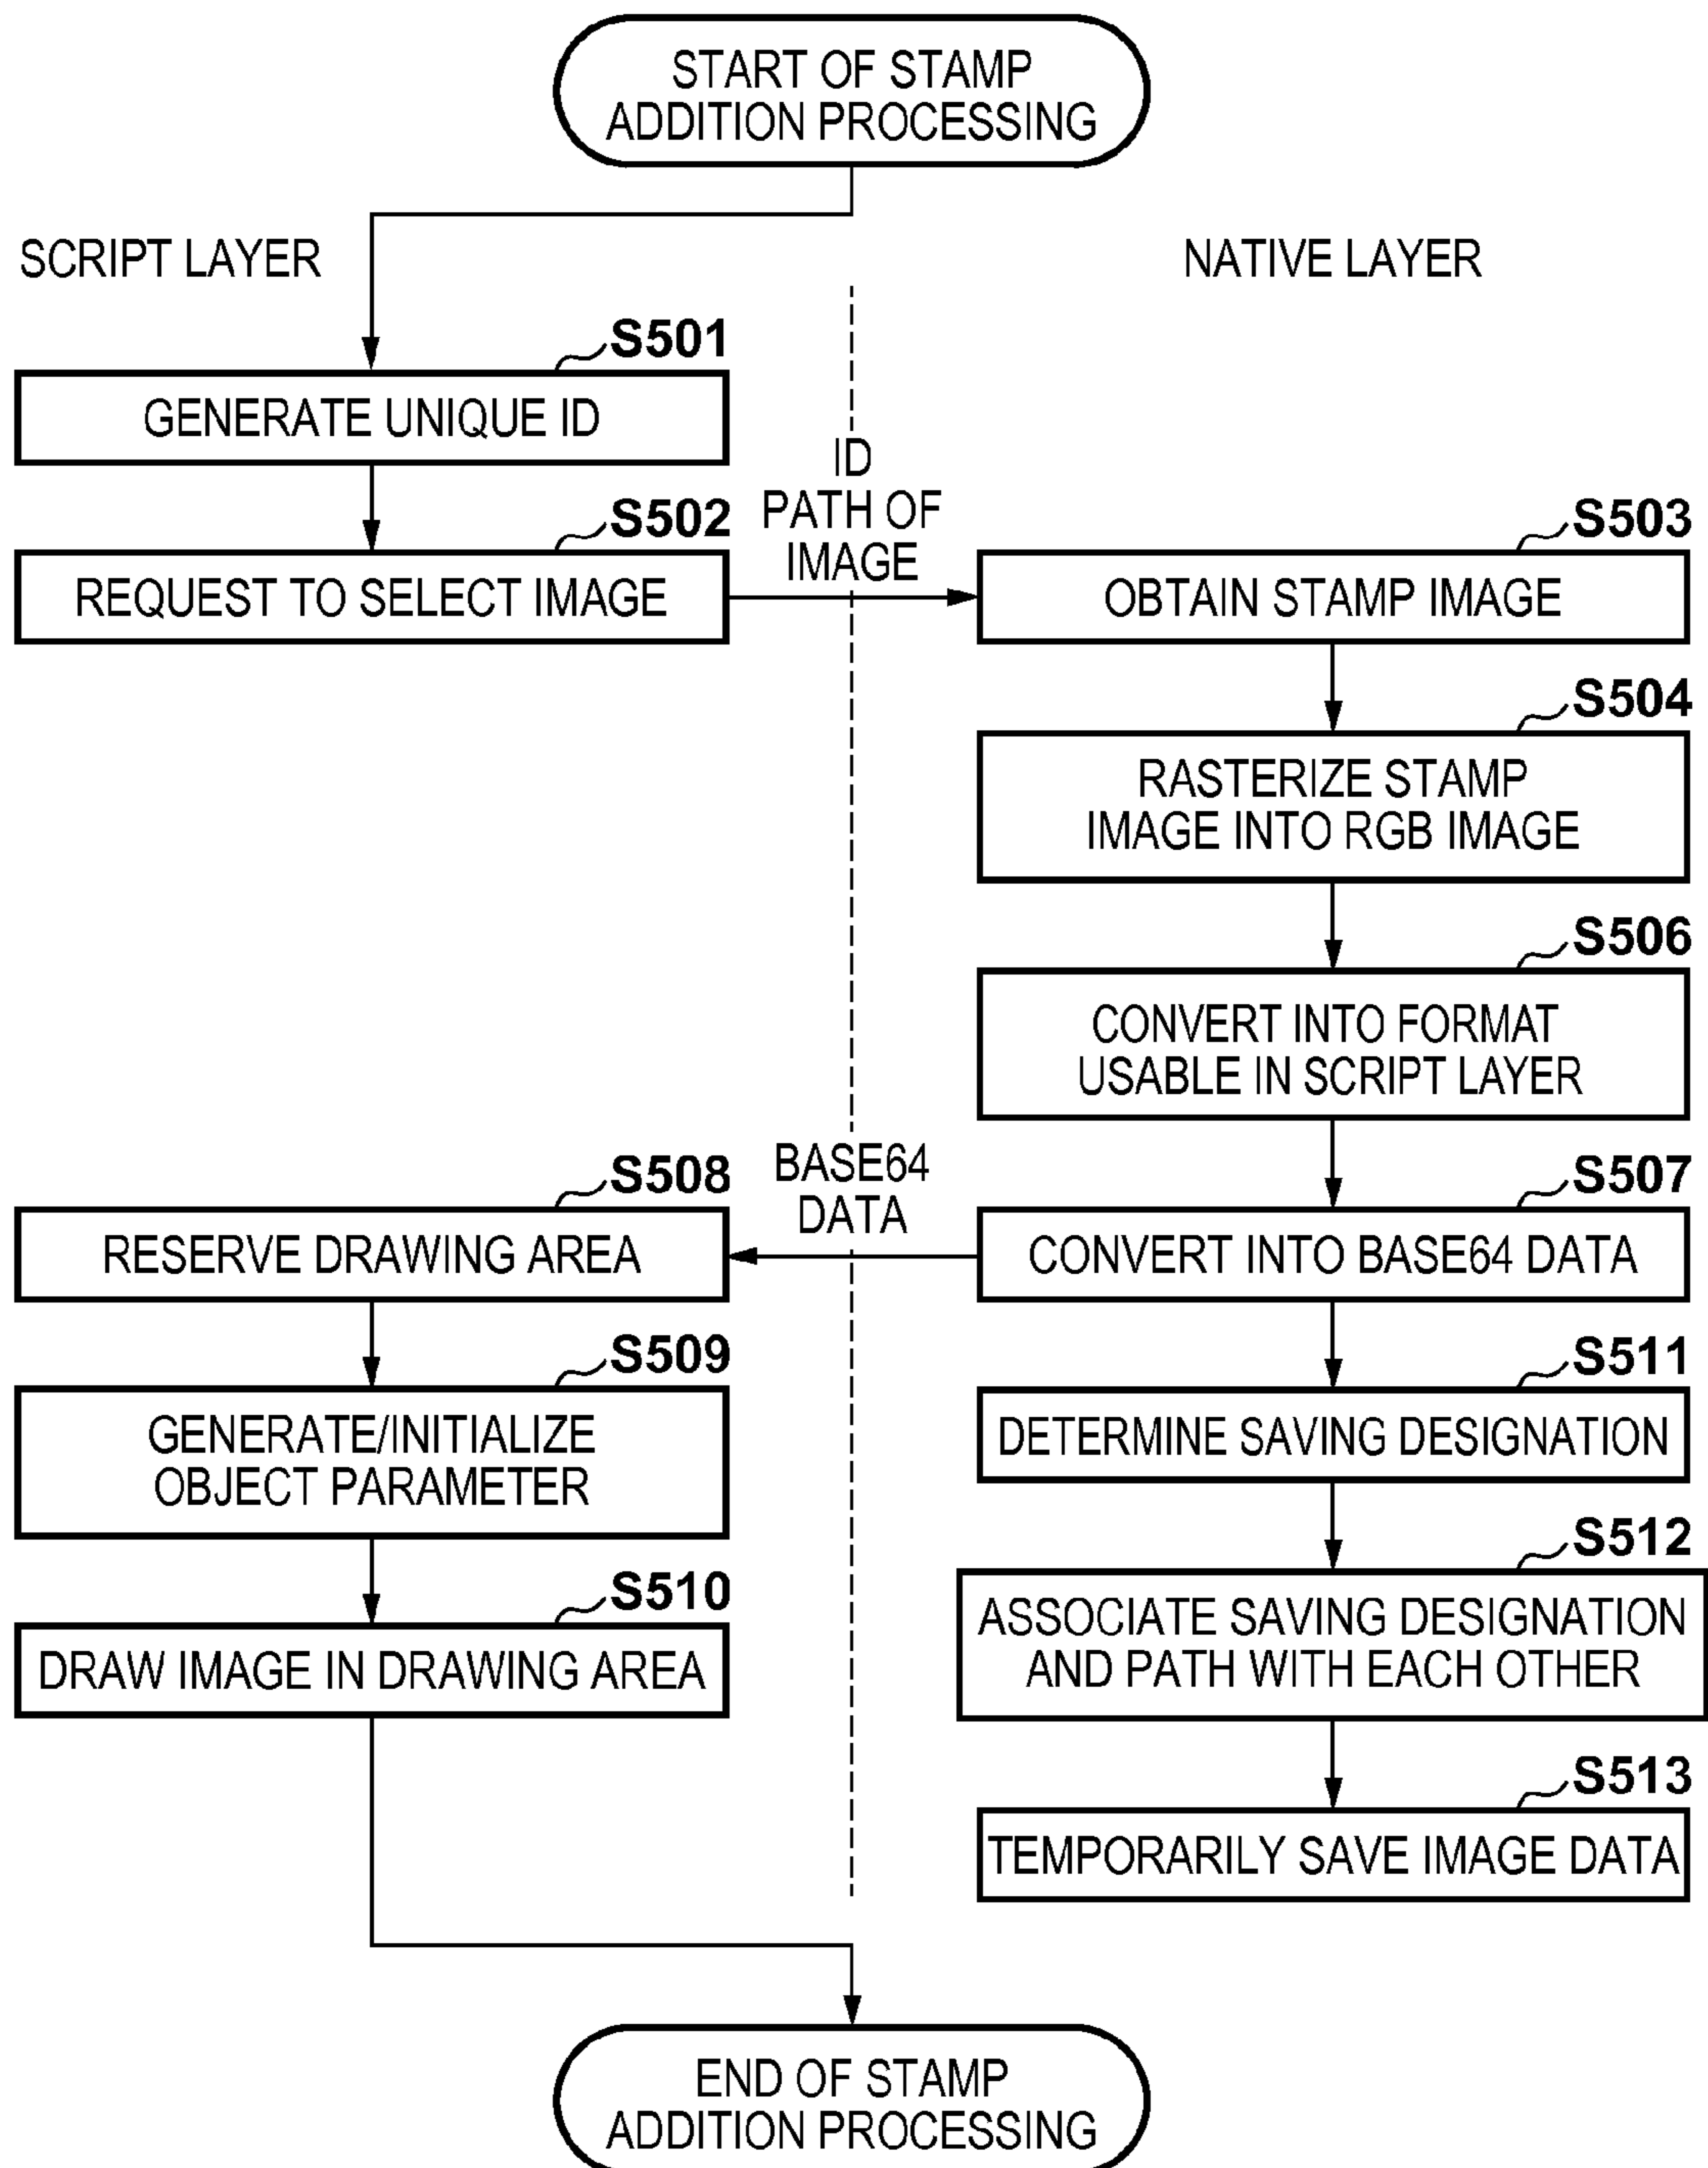 START OF STAMP
ADDITION PROCESSING
SCRIPT LAYER
NATIVE LAYER
S501
GENERATE UNIQUE ID
ID
PATH OF
IMAGE
S502
REQUEST TO SELECT IMAGE
S503
OBTAIN STAMP IMAGE
S504
RASTERIZE STAMP
IMAGE INTO RGB IMAGE
S506
CONVERT INTO FORMAT
USABLE IN SCRIPT LAYER
S507
CONVERT INTO BASE64 DATA
BASE64
DATA
S508
RESERVE DRAWING AREA
S509
GENERATE/INITIALIZE
OBJECT PARAMETER
S510
DRAW IMAGE IN DRAWING AREA
S511
DETERMINE SAVING DESIGNATION
S512
ASSOCIATE SAVING DESIGNATION
AND PATH WITH EACH OTHER
S513
TEMPORARILY SAVE IMAGE DATA
END OF STAMP
ADDITION PROCESSING